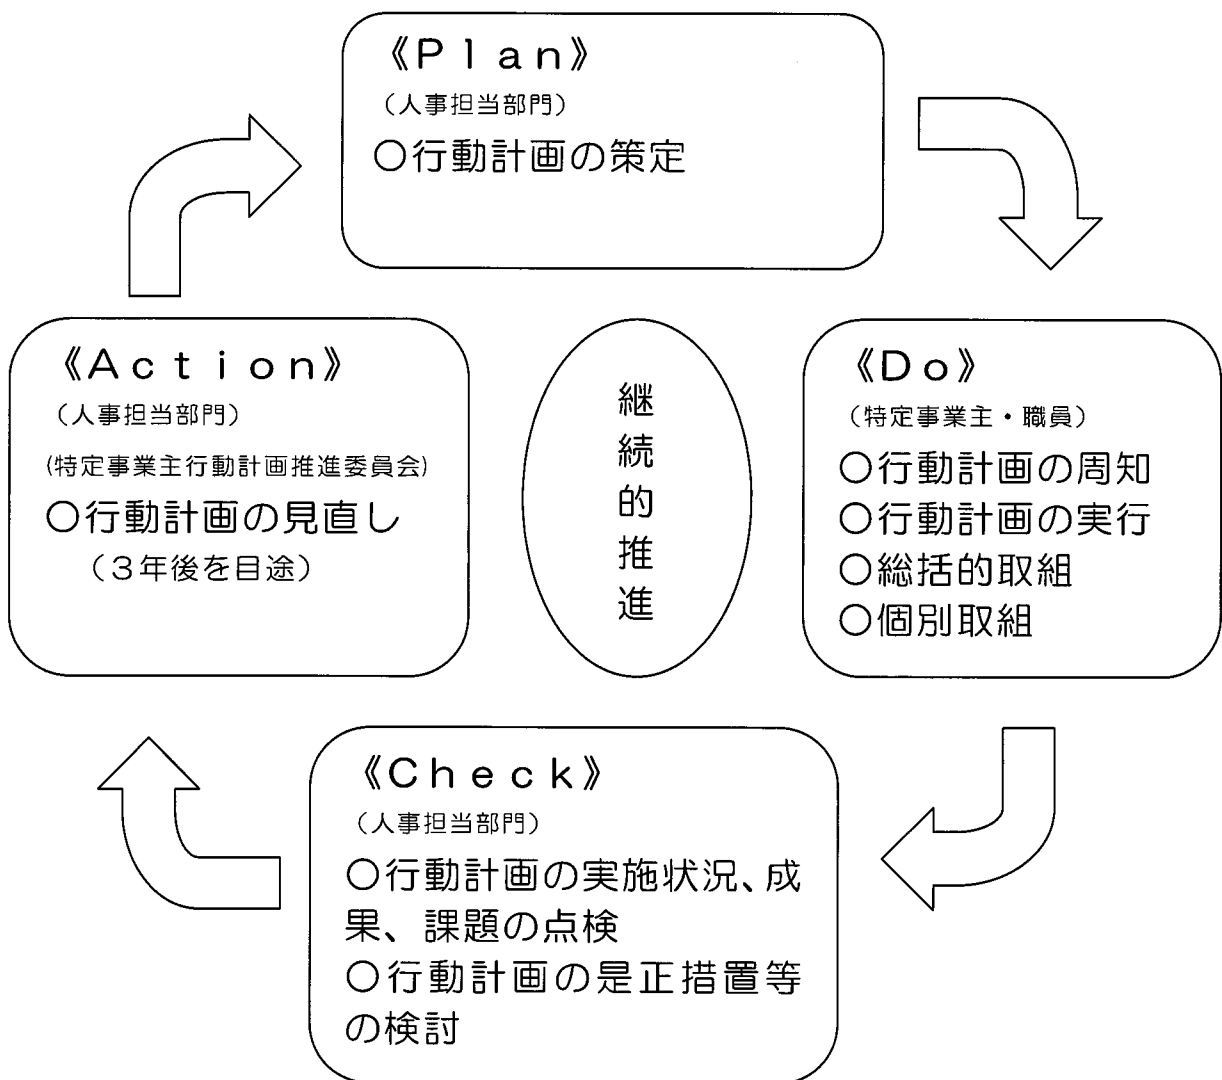 《Plan》
（人事担当部門）
○行動計画の策定
《Action》
（人事担当部門）
(特定事業主行動計画推進委員会)
○行動計画の見直し
（３年後を目途）
継続的推進
《Do》
（特定事業主・職員）
○行動計画の周知
○行動計画の実行
○総括的取組
○個別取組
《Check》
（人事担当部門）
○行動計画の実施状況、成
果、課題の点検
○行動計画の是正措置等
の検討